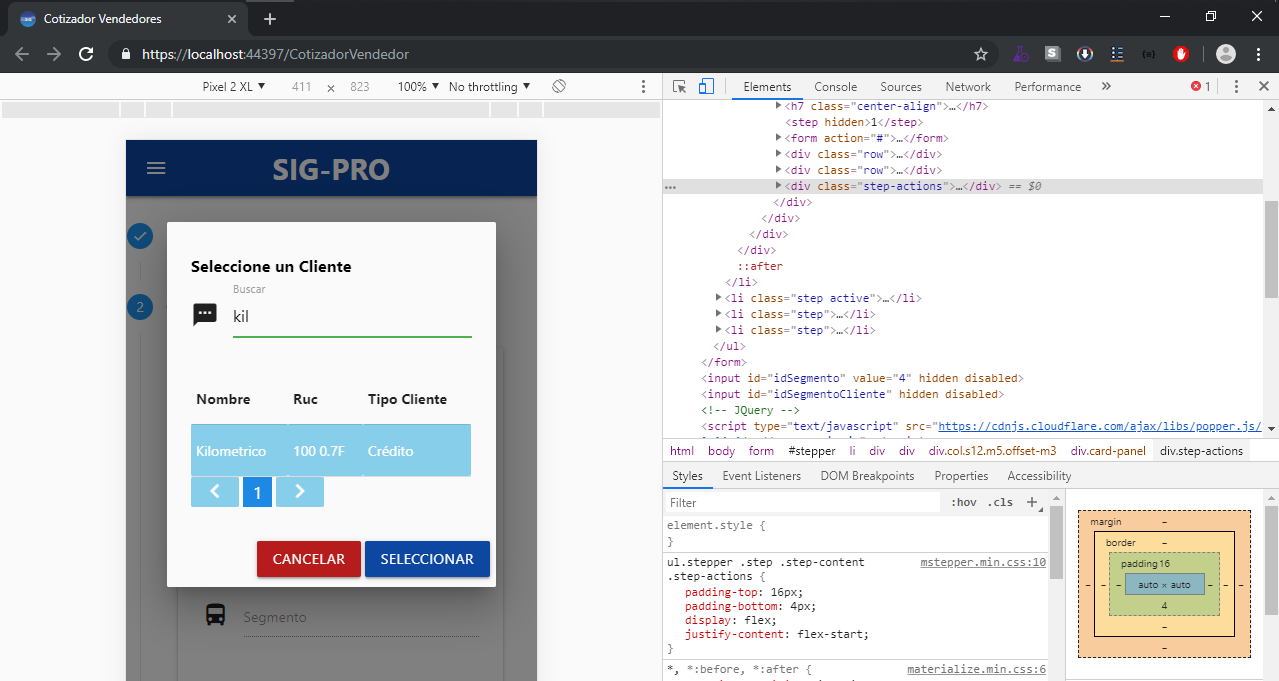 Cotizador Vendedores
https://localhost:44397/CotizadorVendedor
Pixel 2 XL 411 × 823 100% No throttling
SIG-PRO
2
Seleccione un Cliente
Buscar
kil
Nombre Ruc Tipo Cliente
Kilometrico 100 0.7F Crédito
1
CANCELAR SELECCIONAR
Segmento
Elements Console Sources Network Performance » 1
<h7 class="center-align">…</h7>
<step hidden>1</step>
<form action="#">…</form>
<div class="row">…</div>
<div class="row">…</div>
… <div class="step-actions">…</div> == $0
</div>
</div>
</div>
</div>
::after
</li>
<li class="step active">…</li>
<li class="step">…</li>
<li class="step">…</li>
</ul>
</form>
<input id="idSegmento" value="4" hidden disabled>
<input id="idSegmentoCliente" hidden disabled>
<!-- JQuery -->
<script type="text/javascript" src="https://cdnjs.cloudflare.com/ajax/libs/popper.js/
html body form #stepper li div div div.col.s12.m5.offset-m3 div.card-panel div.step-actions
Styles Event Listeners DOM Breakpoints Properties Accessibility
Filter :hov .cls +
element.style {
}
ul.stepper .step .step-content mstepper.min.css:10
.step-actions {
padding-top: 16px;
padding-bottom: 4px;
display: flex;
justify-content: flex-start;
}
*, *:before, *:after { materialize.min.css:6
margin –
border –
padding 16
– – – auto × auto – – –
4
–
–